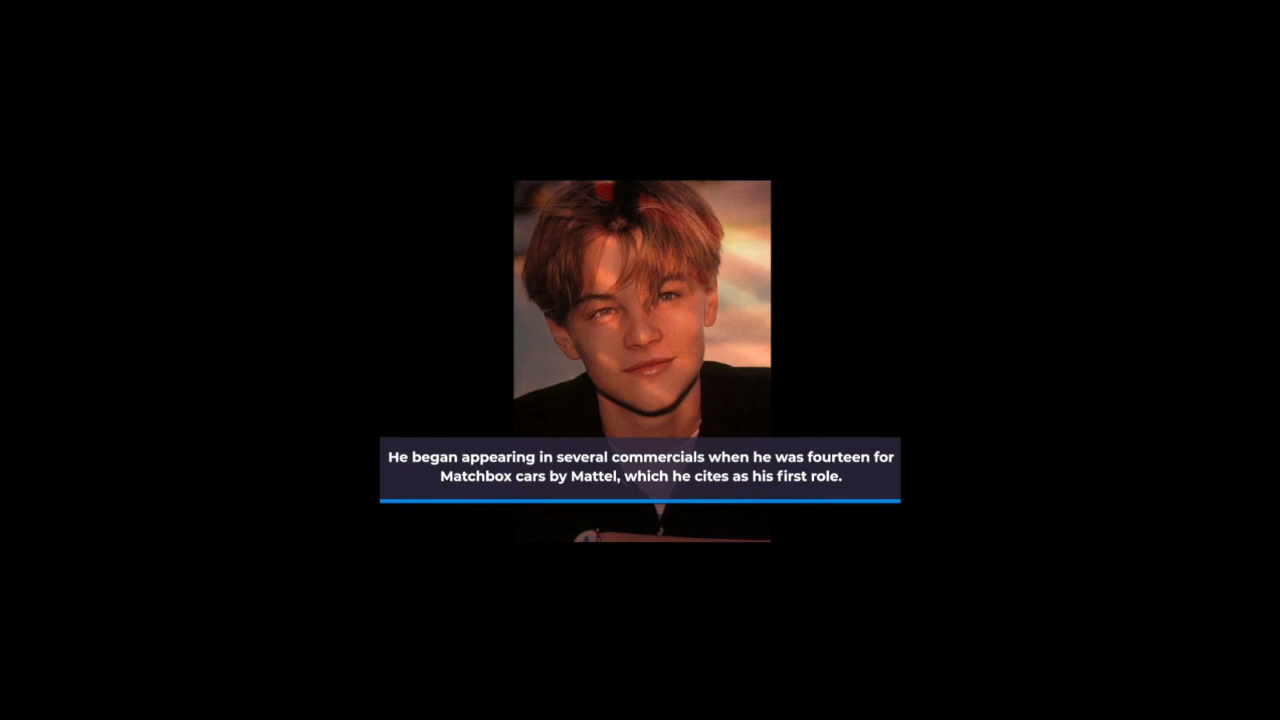 He began appearing in several commercials when he was fourteen for
Matchbox cars by Mattel, which he cites as his first role.